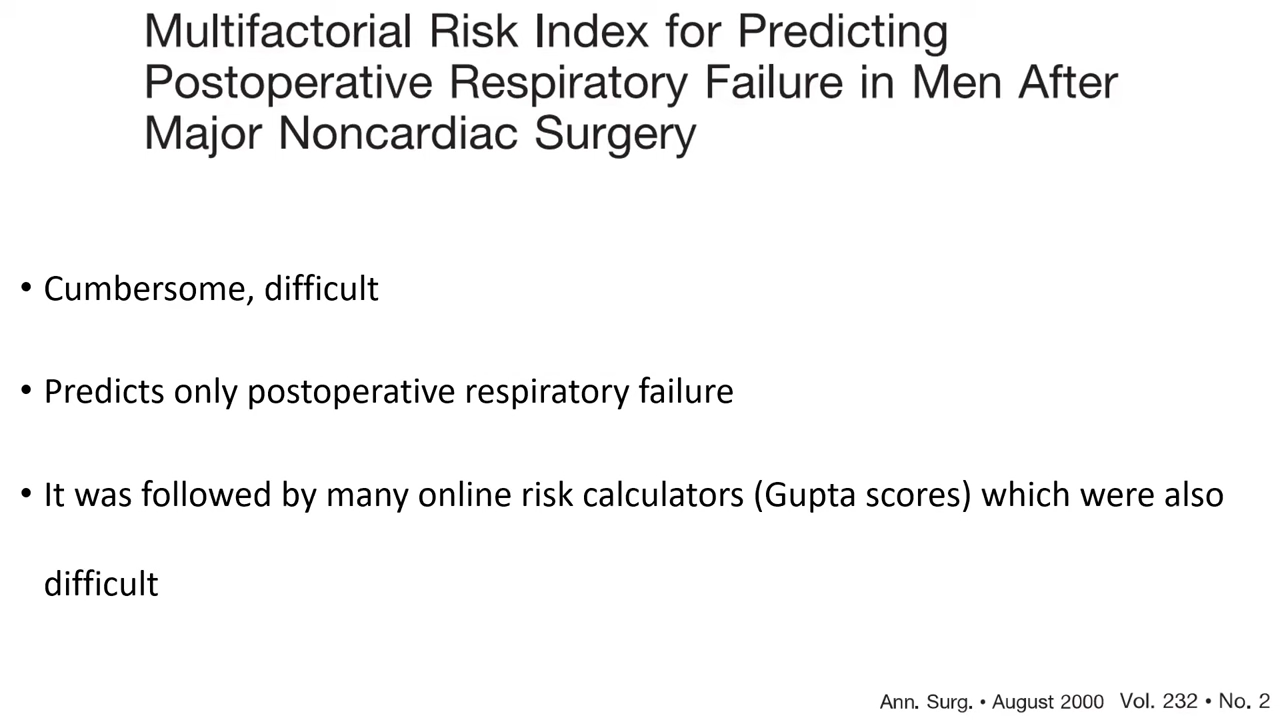 Multifactorial Risk Index for Predicting
Postoperative Respiratory Failure in Men After
Major Noncardiac Surgery
• Cumbersome, difficult
• Predicts only postoperative respiratory failure
• It was followed by many online risk calculators (Gupta scores) which were also
difficult
Ann. Surg. • August 2000 Vol. 232 • No. 2